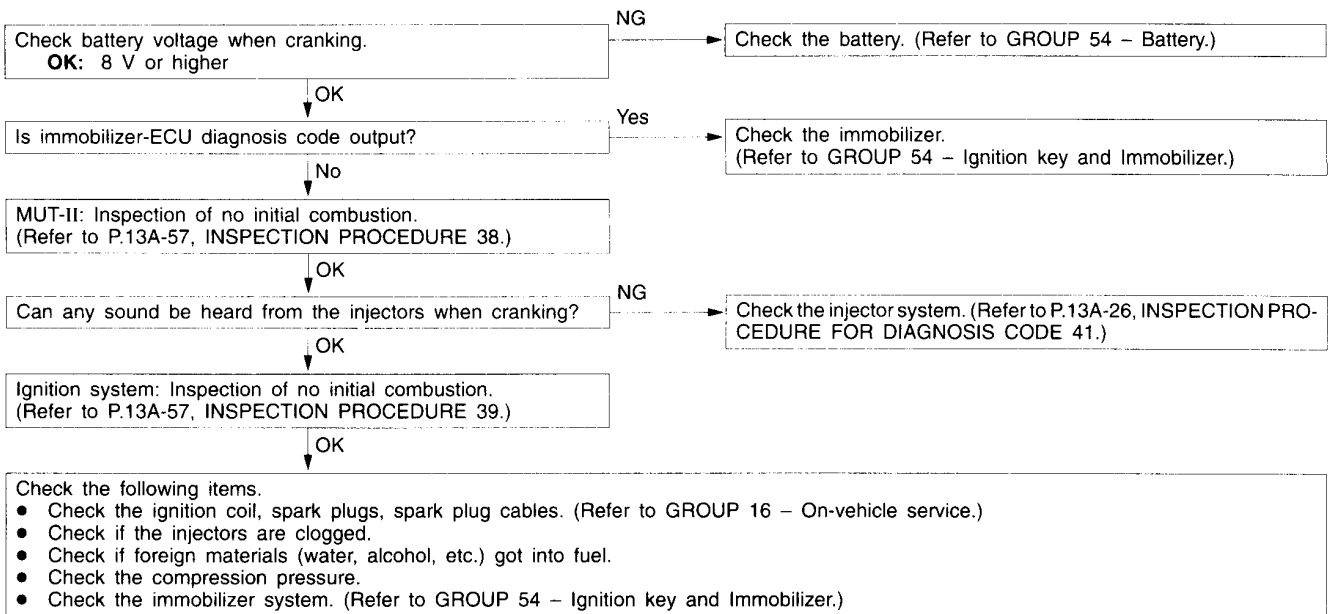 NG
Check battery voltage when cranking.
OK: 8 V or higher
Check the battery. (Refer to GROUP 54 – Battery.)
OK
Yes
Is immobilizer-ECU diagnosis code output?
Check the immobilizer.
(Refer to GROUP 54 – Ignition key and Immobilizer.)
No
MUT-II: Inspection of no initial combustion.
(Refer to P.13A-57, INSPECTION PROCEDURE 38.)
OK
NG
Can any sound be heard from the injectors when cranking?
Check the injector system. (Refer to P.13A-26, INSPECTION PRO-
CEDURE FOR DIAGNOSIS CODE 41.)
OK
Ignition system: Inspection of no initial combustion.
(Refer to P.13A-57, INSPECTION PROCEDURE 39.)
OK
Check the following items.
● Check the ignition coil, spark plugs, spark plug cables. (Refer to GROUP 16 – On-vehicle service.)
● Check if the injectors are clogged.
● Check if foreign materials (water, alcohol, etc.) got into fuel.
● Check the compression pressure.
● Check the immobilizer system. (Refer to GROUP 54 – Ignition key and Immobilizer.)